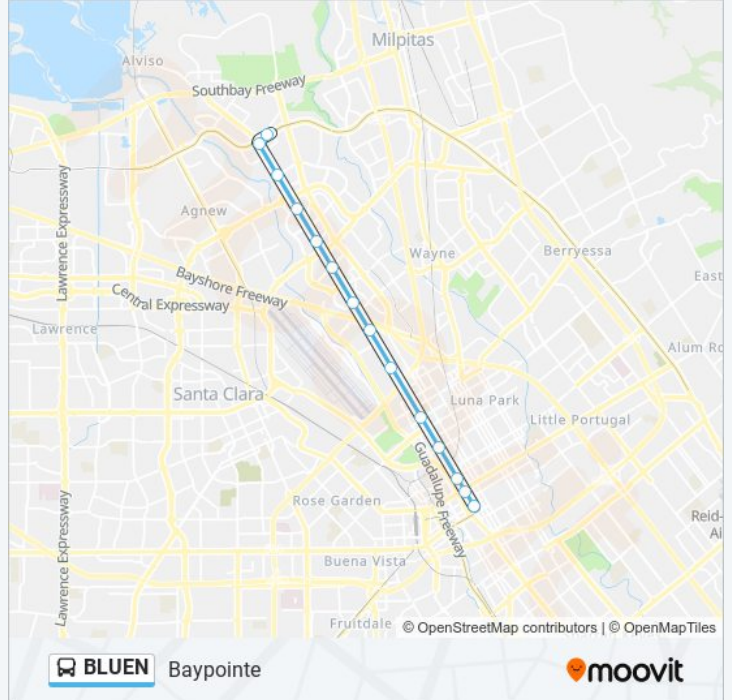 Milpitas
Alviso
Southbay Freeway
Lawrence Expressway
Agnew
Wayne
Berryessa
East
Bayshore Freeway
Central Expressway
Lawrence
Alum Ro
Santa Clara
Luna Park
Little Portugal
Guadalupe Freeway
Rose Garden
Lawrence Expressway
Reid-
Buena Vista
Fruitdale
© OpenStreetMap contributors | © OpenMapTiles
BLUEN Baypointe
moovit